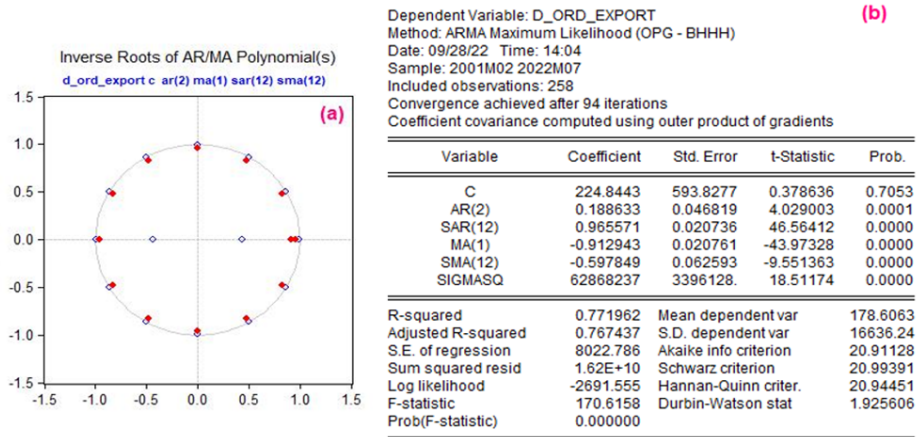 Inverse Roots of AR/MA Polynomial(s)
d_ord_export c ar(2) ma(1) sar(12) sma(12)
(a)
1.5
1.0
0.5
0.0
-0.5
-1.0
-1.5
-1.5 -1.0 -0.5 0.0 0.5 1.0 1.5
(b)
Dependent Variable: D_ORD_EXPORT
Method: ARMA Maximum Likelihood (OPG - BHHH)
Date: 09/28/22 Time: 14:04
Sample: 2001M02 2022M07
Included observations: 258
Convergence achieved after 94 iterations
Coefficient covariance computed using outer product of gradients
Variable Coefficient Std. Error t-Statistic Prob.
C 224.8443 593.8277 0.378636 0.7053
AR(2) 0.188633 0.046819 4.029003 0.0001
SAR(12) 0.965571 0.020736 46.56412 0.0000
MA(1) -0.912943 0.020761 -43.97328 0.0000
SMA(12) -0.597849 0.062593 -9.551363 0.0000
SIGMASQ 62868237 3396128. 18.51174 0.0000
R-squared 0.771962 Mean dependent var 178.6063
Adjusted R-squared 0.767437 S.D. dependent var 16636.24
S.E. of regression 8022.786 Akaike info criterion 20.91128
Sum squared resid 1.62E+10 Schwarz criterion 20.99391
Log likelihood -2691.555 Hannan-Quinn criter. 20.94451
F-statistic 170.6158 Durbin-Watson stat 1.925606
Prob(F-statistic) 0.000000